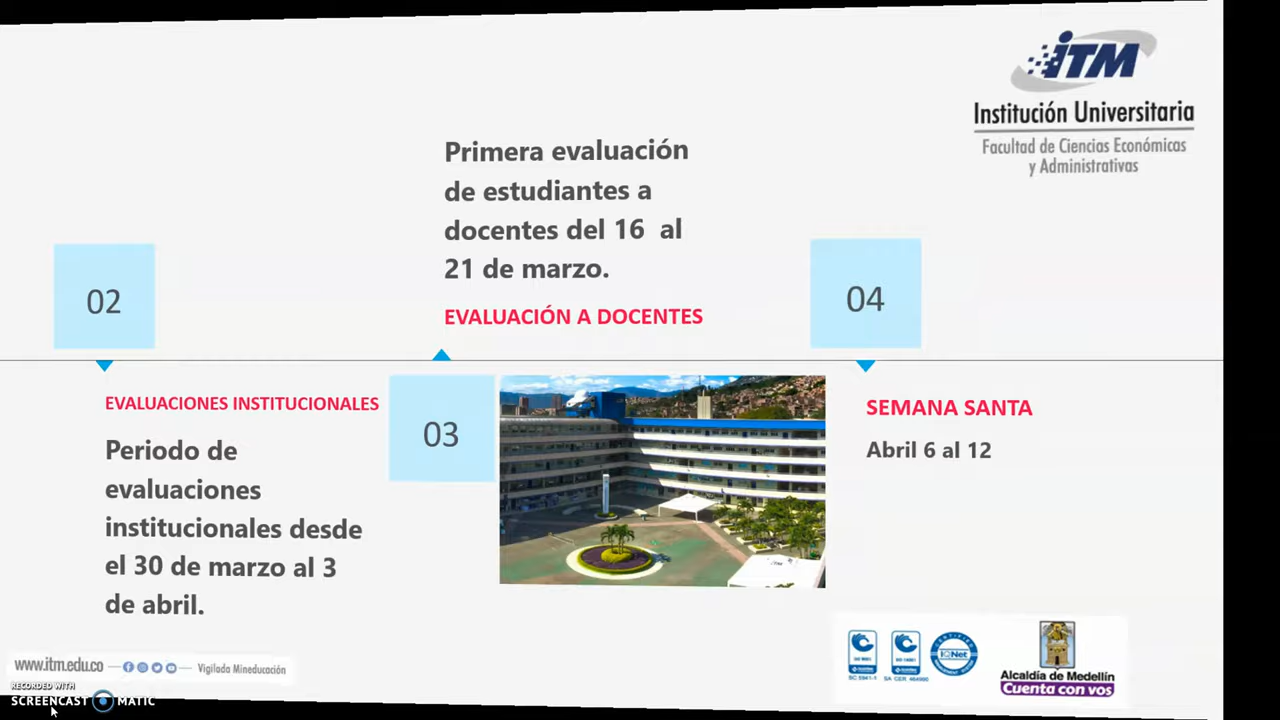 iTM
Institución Universitaria
Facultad de Ciencias Económicas
y Administrativas
02
EVALUACIONES INSTITUCIONALES
Periodo de
evaluaciones
institucionales desde
el 30 de marzo al 3
de abril.
Primera evaluación
de estudiantes a
docentes del 16 al
21 de marzo.
EVALUACIÓN A DOCENTES
03
04
SEMANA SANTA
Abril 6 al 12
www.itm.edu.co
Vigilada Mineducación
IQNet
Alcaldía de Medellín
Cuenta con vos
RECORDED WITH
SCREENCAST MATIC